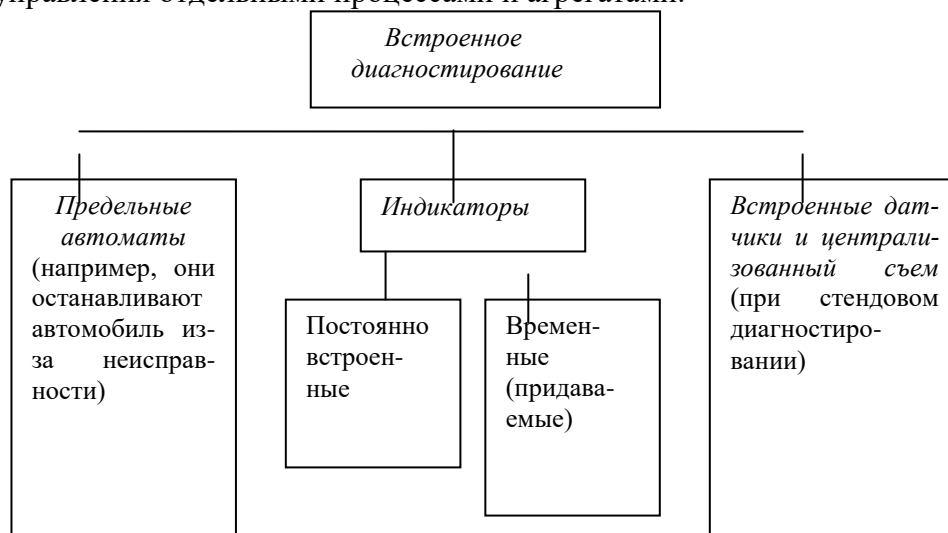 управления отдельными процессами и агрегатами.
Встроенное
диагностирование
Предельные
автоматы
(например, они
останавливают
автомобиль из-
за неисправ-
ности)
Индикаторы
Постоянно
встроен-
ные
Времен-
ные
(придава-
емые)
Встроенные дат-
чики и централи-
зованный съем
(при стендовом
диагностиро-
вании)